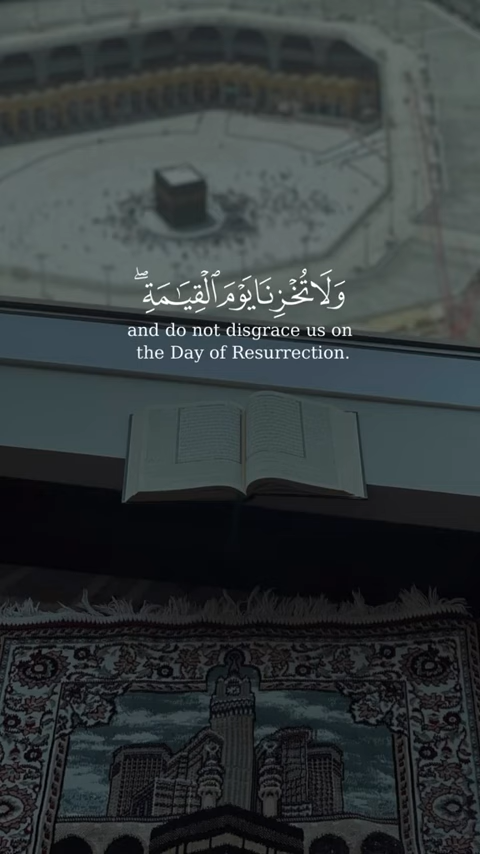 وَلَا تُخْزِنَا يَوْمَ ٱلْقِيَـٰمَةِ ۖ
and do not disgrace us on
the Day of Resurrection.